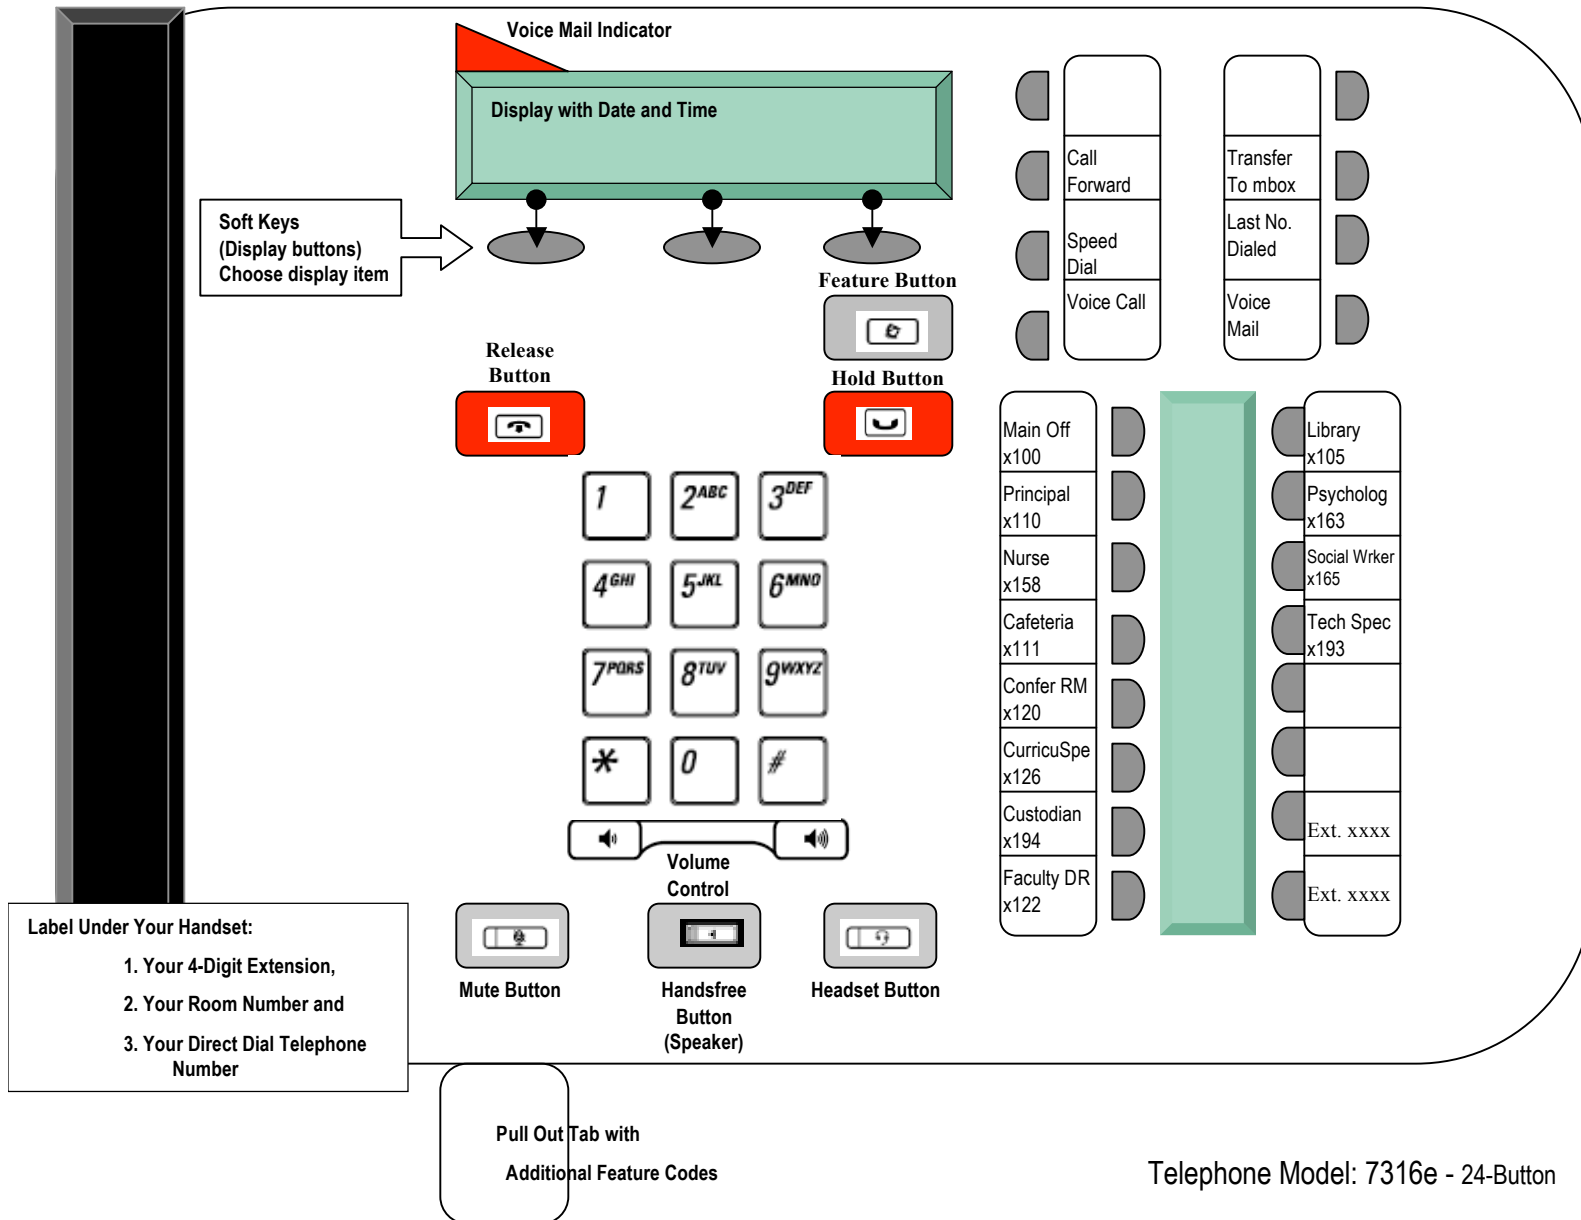 Voice Mail Indicator
Display with Date and Time
Soft Keys
(Display buttons)
Choose display item
Feature Button
Release
Button
Hold Button
1
2ABC
3DEF
4GHI
5JKL
6MNO
7PQRS
8TUV
9WXYZ
*
0
#
Volume
Control
Mute Button
Handsfree
Button
(Speaker)
Headset Button
Call
Forward
Speed
Dial
Voice Call
Transfer
To mbox
Last No.
Dialed
Voice
Mail
Main Off
x100
Principal
x110
Nurse
x158
Cafeteria
x111
Confer RM
x120
CurricuSpe
x126
Custodian
x194
Faculty DR
x122
Library
x105
Psycholog
x163
Social Wrker
x165
Tech Spec
x193
Ext. xxxx
Ext. xxxx
Label Under Your Handset:
1. Your 4-Digit Extension,
2. Your Room Number and
3. Your Direct Dial Telephone
Number
Pull Out Tab with
Additional Feature Codes
Telephone Model: 7316e - 24-Button